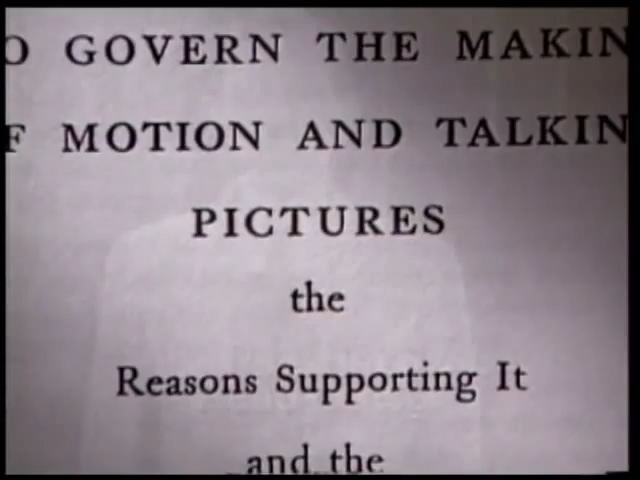 O GOVERN THE MAKIN
F MOTION AND TALKIN
PICTURES
the
Reasons Supporting It
and the